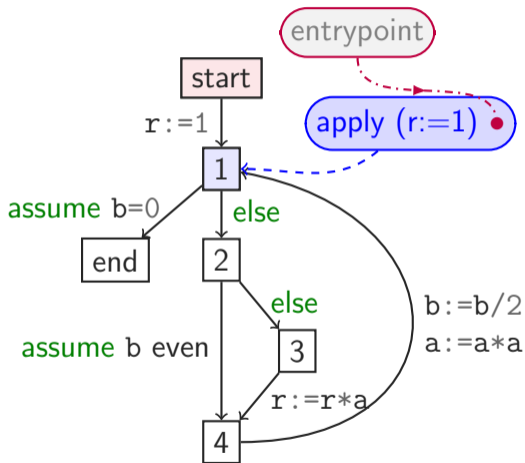 entrypoint
start
apply (r:=1)
r:=1
1
assume b=0
else
end
2
else
b:=b/2
a:=a*a
assume b even
3
r:=r*a
4